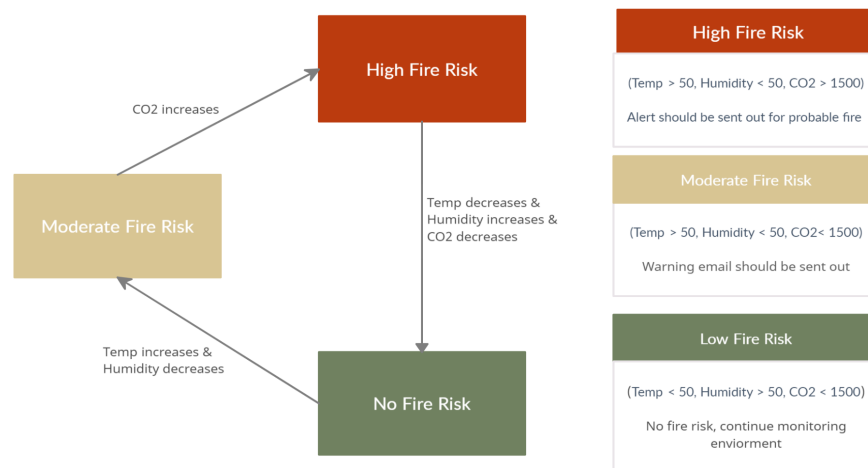 High Fire Risk
CO2 increases
Moderate Fire Risk
Temp decreases &
Humidity increases &
CO2 decreases
Temp increases &
Humidity decreases
No Fire Risk
High Fire Risk
(Temp > 50, Humidity < 50, CO2 > 1500)
Alert should be sent out for probable fire
Moderate Fire Risk
(Temp > 50, Humidity < 50, CO2< 1500)
Warning email should be sent out
Low Fire Risk
(Temp < 50, Humidity > 50, CO2 < 1500)
No fire risk, continue monitoring
enviorment